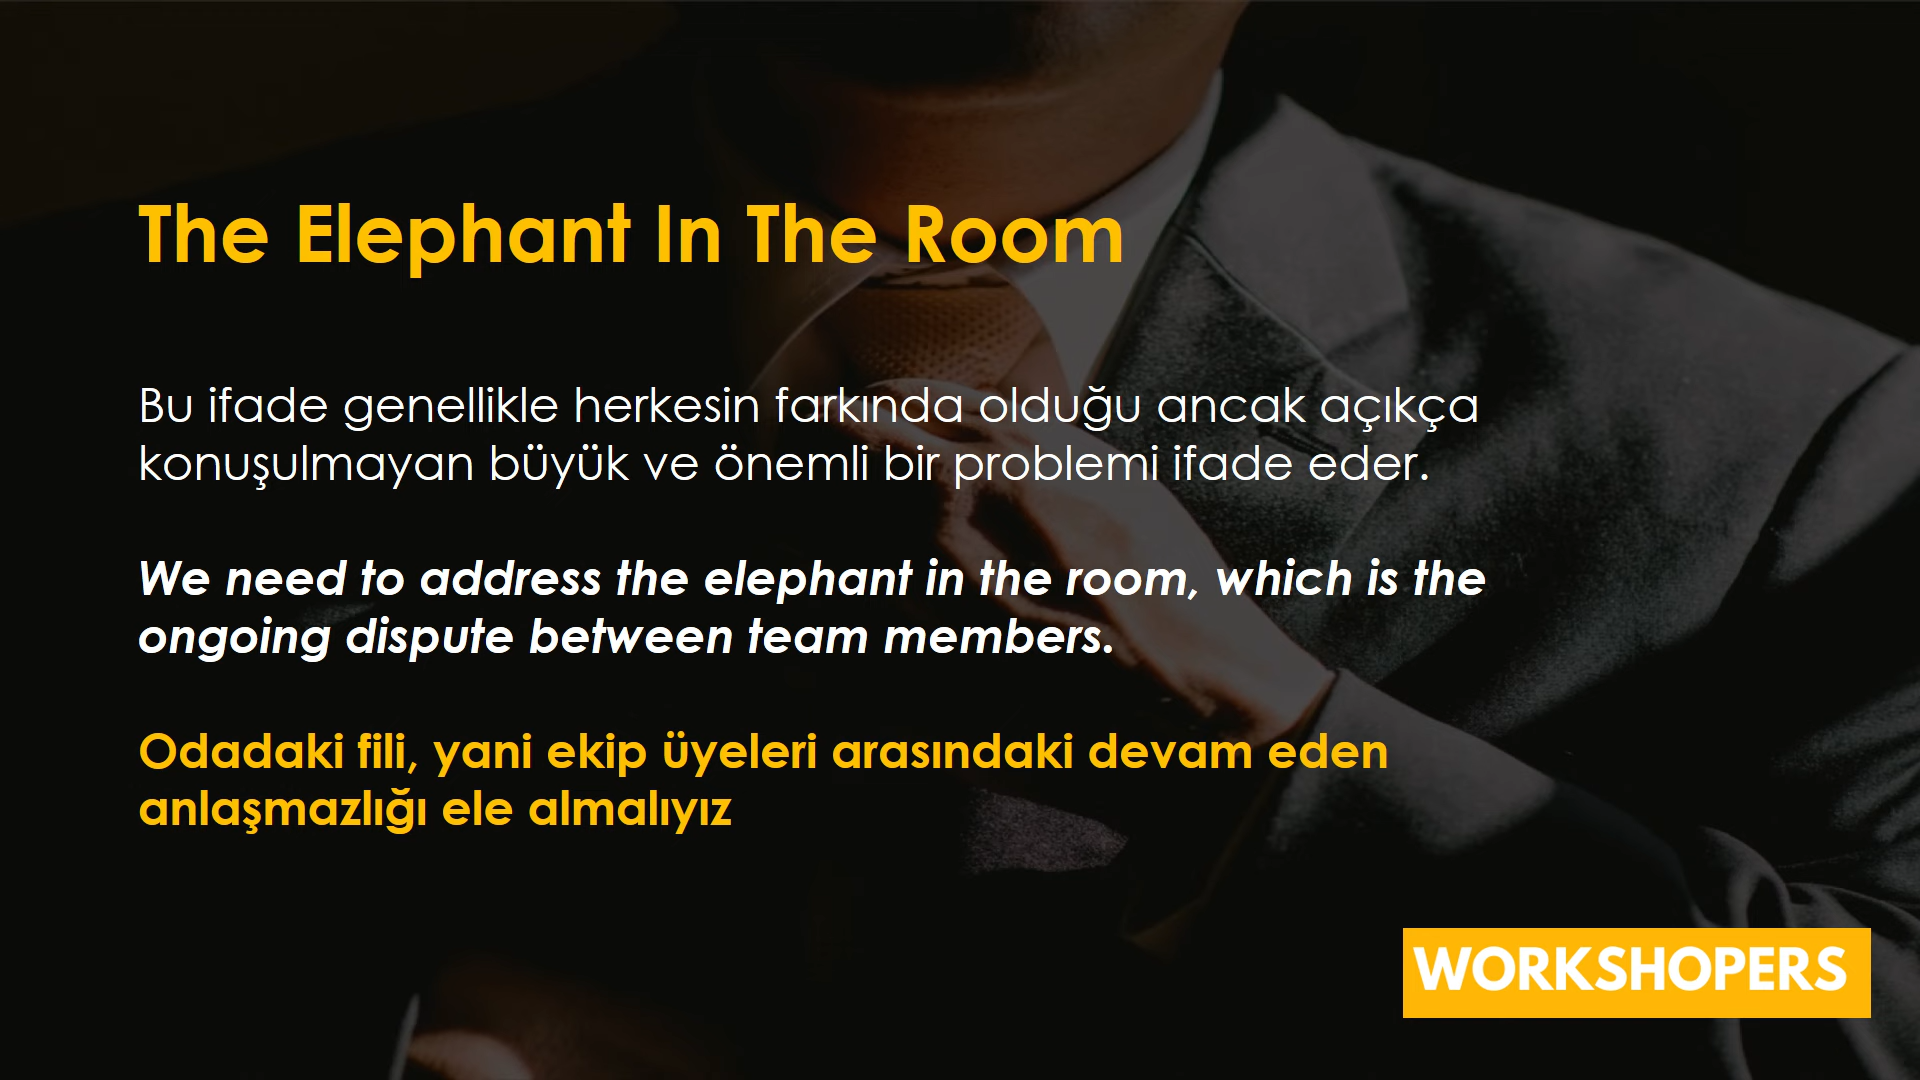 The Elephant In The Room
Bu ifade genellikle herkesin farkında olduğu ancak açıkça
konuşulmayan büyük ve önemli bir problemi ifade eder.
We need to address the elephant in the room, which is the
ongoing dispute between team members.
Odadaki fili, yani ekip üyeleri arasındaki devam eden
anlaşmazlığı ele almalıyız
WORKSHOPERS